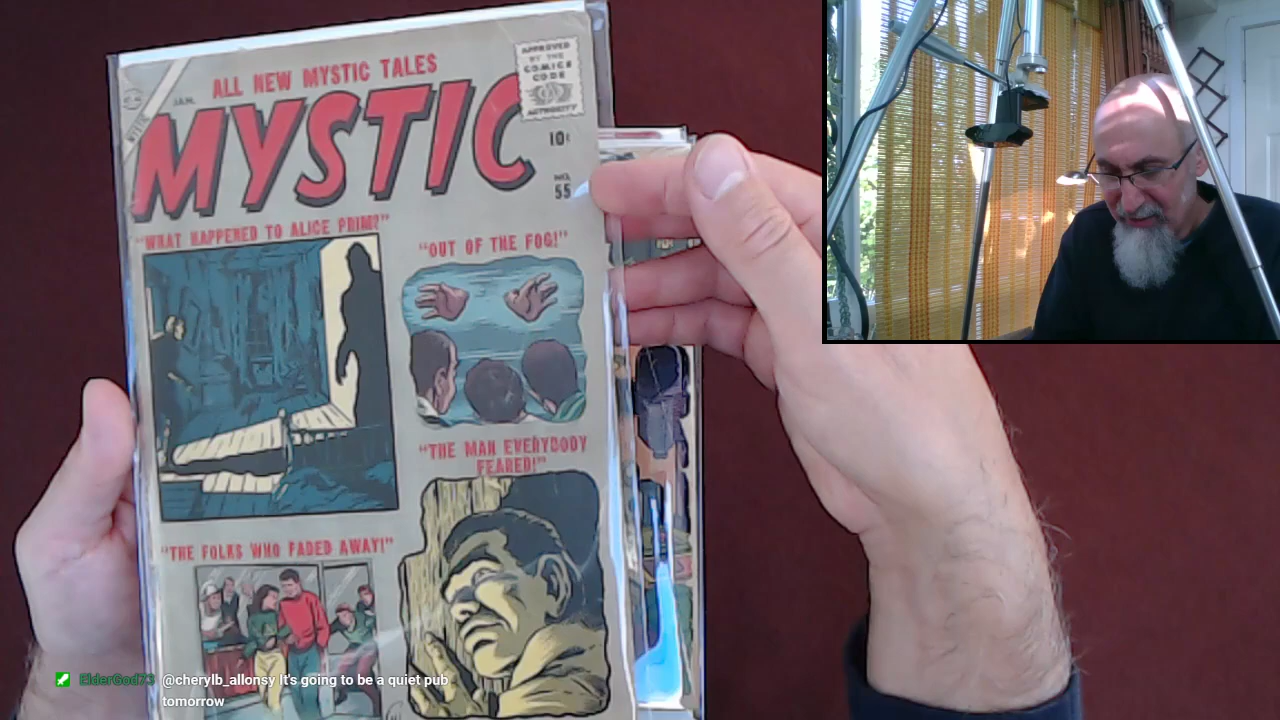 ALL NEW MYSTIC TALES
APPROVED
BY THE
COMICS
CODE
AUTHORITY
JAN.
MYSTIC
10¢
NO.
55
"WHAT HAPPENED TO ALICE PRIM?"
"OUT OF THE FOG!"
"THE MAN EVERYBODY
FEARED!"
"THE FOLKS WHO FADED AWAY!"
ElderGod73 @cherylb_allonsy It's going to be a quiet pub
tomorrow